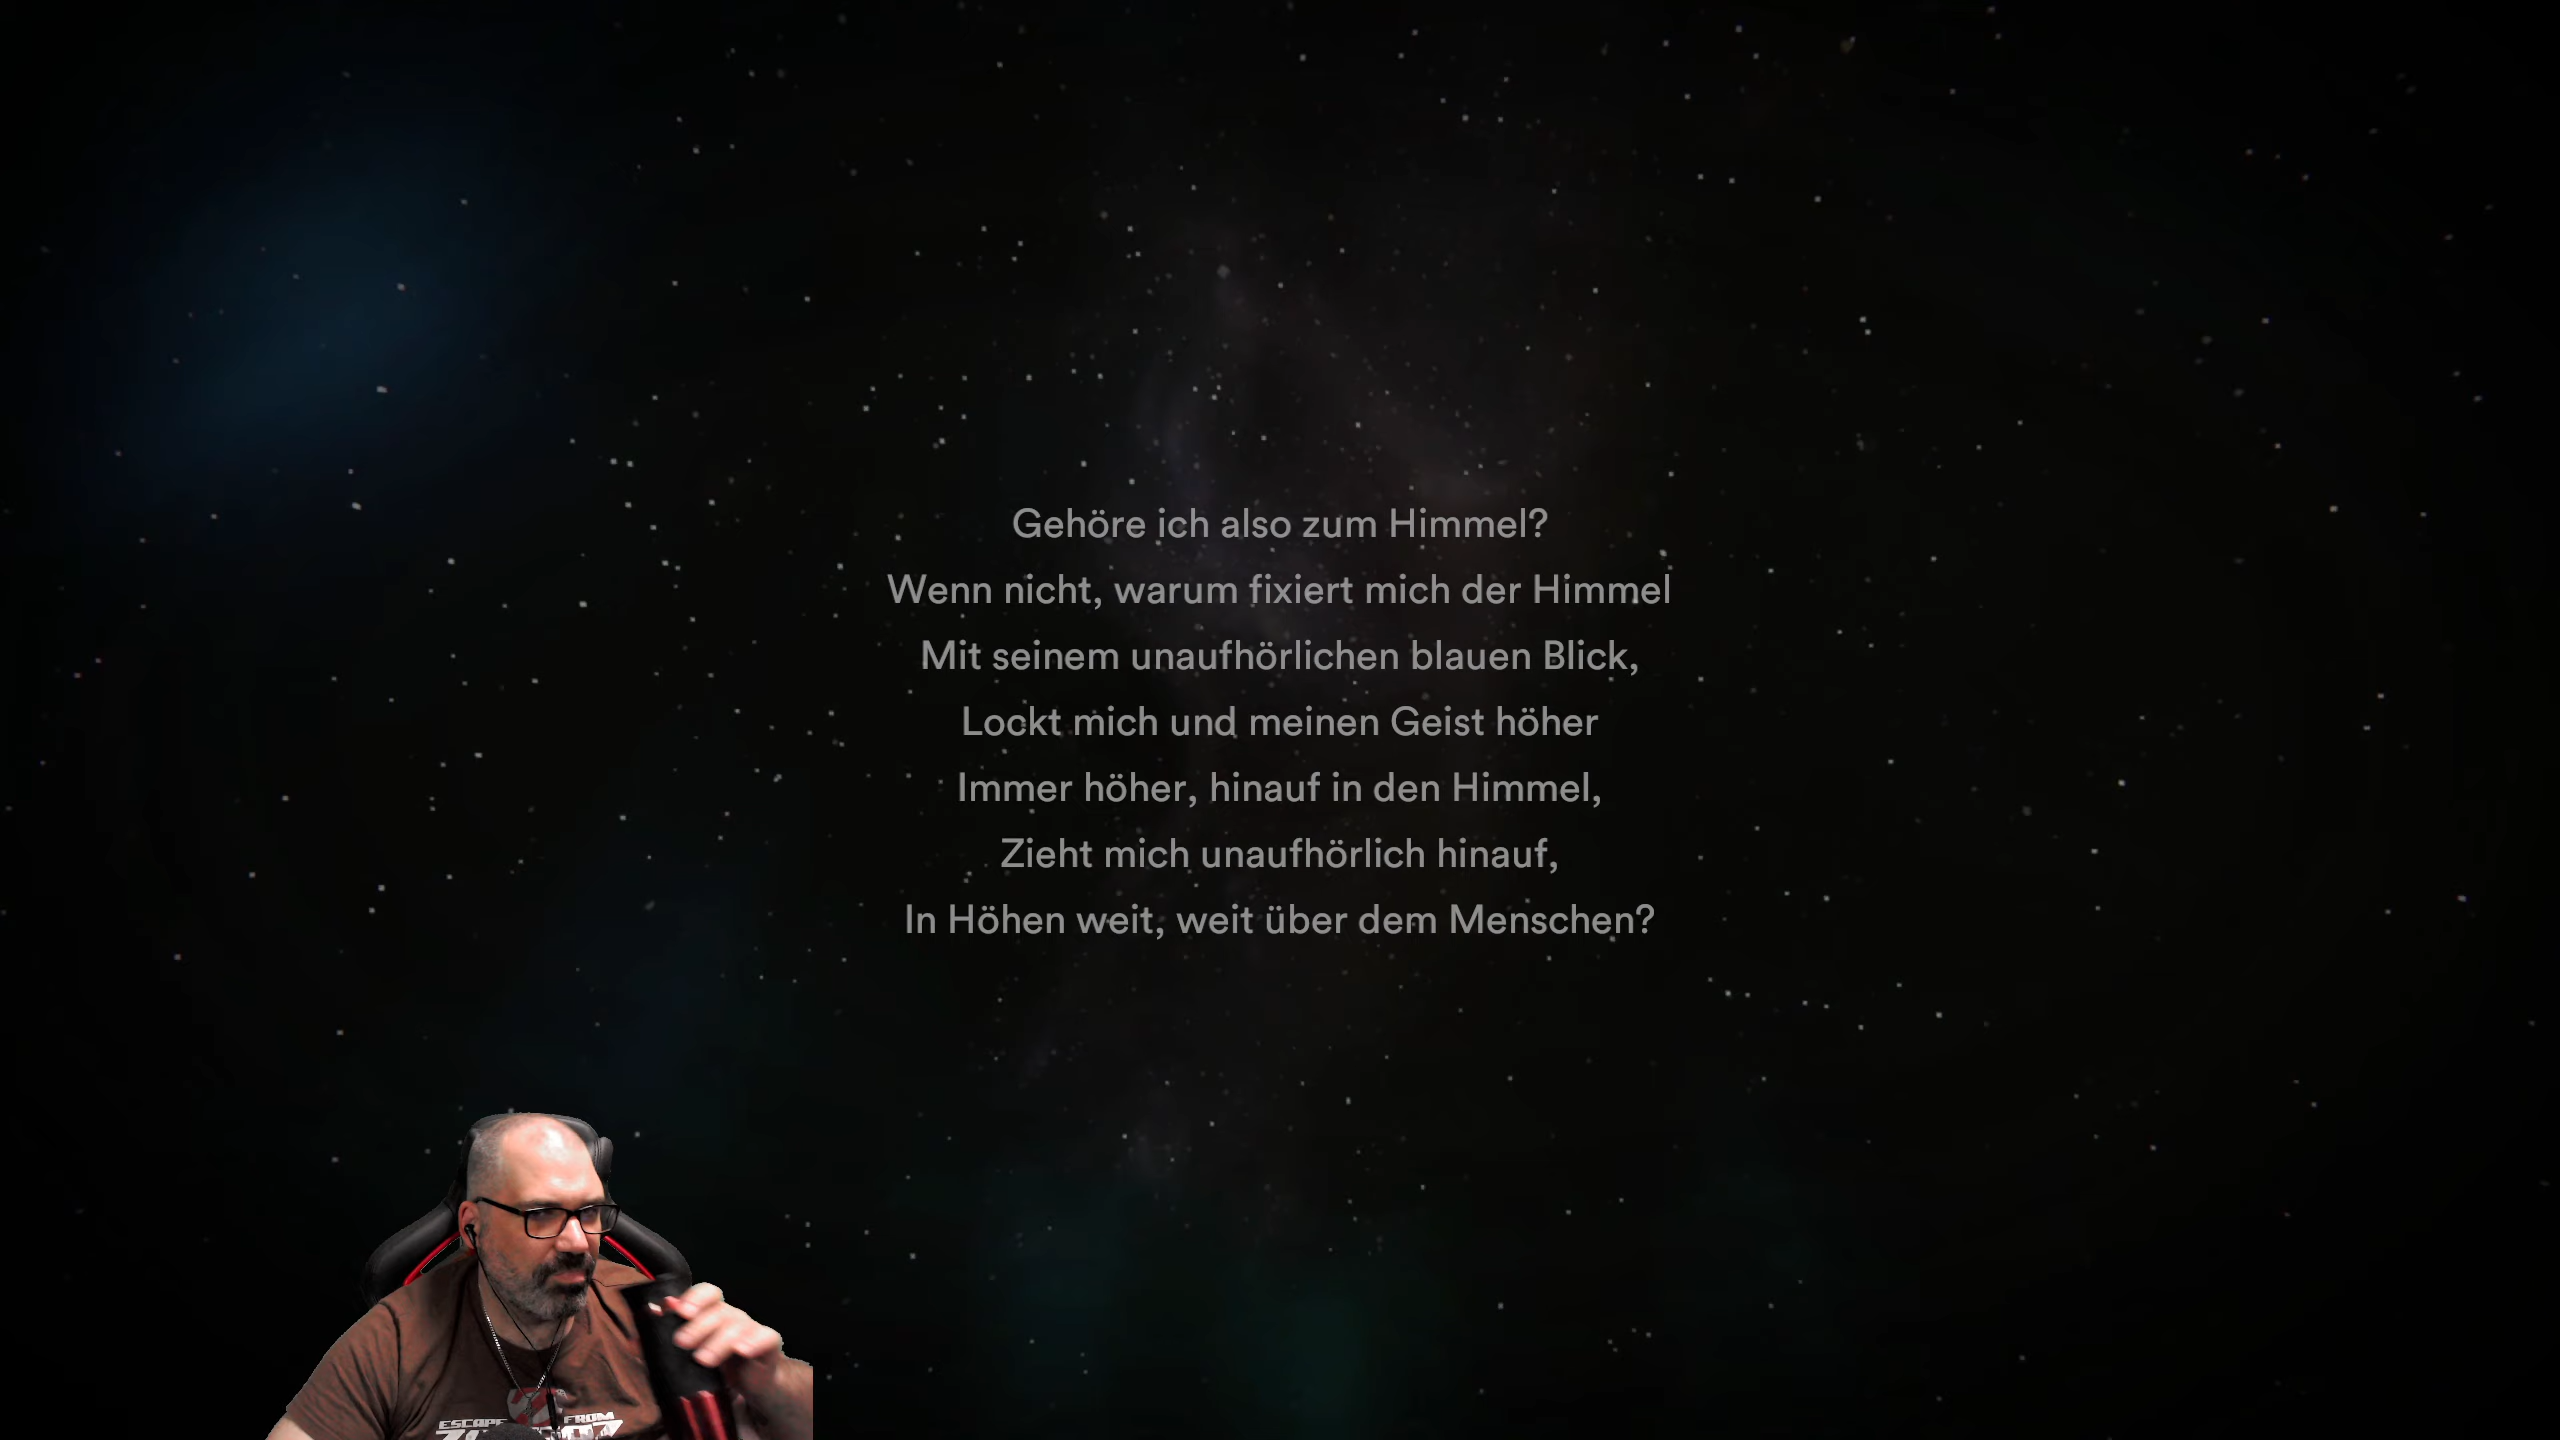 Gehöre ich also zum Himmel?
Wenn nicht, warum fixiert mich der Himmel
Mit seinem unaufhörlichen blauen Blick,
Lockt mich und meinen Geist höher
Immer höher, hinauf in den Himmel,
Zieht mich unaufhörlich hinauf,
In Höhen weit, weit über dem Menschen?
ESCAPE FROM